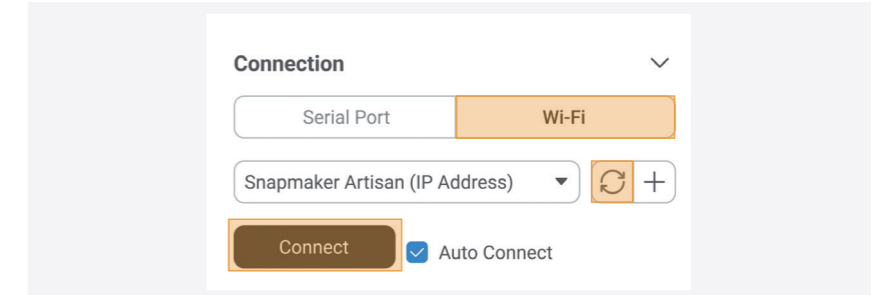 Connection
Serial Port Wi-Fi
Snapmaker Artisan (IP Address)
Connect Auto Connect